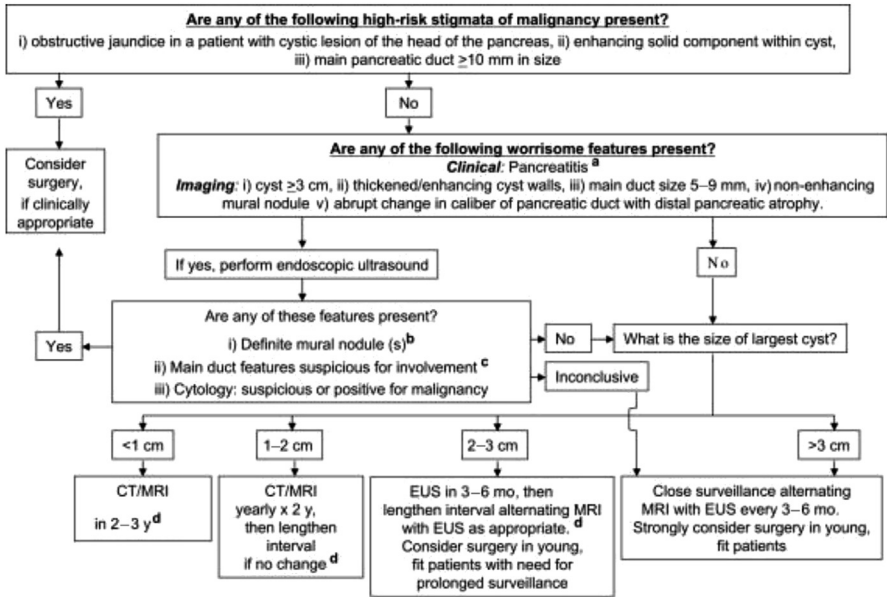 Are any of the following high-risk stigmata of malignancy present?
i) obstructive jaundice in a patient with cystic lesion of the head of the pancreas, ii) enhancing solid component within cyst,
iii) main pancreatic duct ≥10 mm in size
Yes
No
Consider
surgery,
if clinically
appropriate
Are any of the following worrisome features present?
Clinical: Pancreatitis a
Imaging: i) cyst ≥3 cm, ii) thickened/enhancing cyst walls, iii) main duct size 5–9 mm, iv) non-enhancing
mural nodule v) abrupt change in caliber of pancreatic duct with distal pancreatic atrophy.
If yes, perform endoscopic ultrasound
No
Are any of these features present?
i) Definite mural nodule (s)b
ii) Main duct features suspicious for involvement c
iii) Cytology: suspicious or positive for malignancy
Yes
No
What is the size of largest cyst?
Inconclusive
<1 cm
1–2 cm
2–3 cm
>3 cm
CT/MRI
in 2–3 yd
CT/MRI
yearly x 2 y,
then lengthen
interval
if no change d
EUS in 3–6 mo, then
lengthen interval alternating MRI
with EUS as appropriate. d
Consider surgery in young,
fit patients with need for
prolonged surveillance
Close surveillance alternating
MRI with EUS every 3–6 mo.
Strongly consider surgery in young,
fit patients